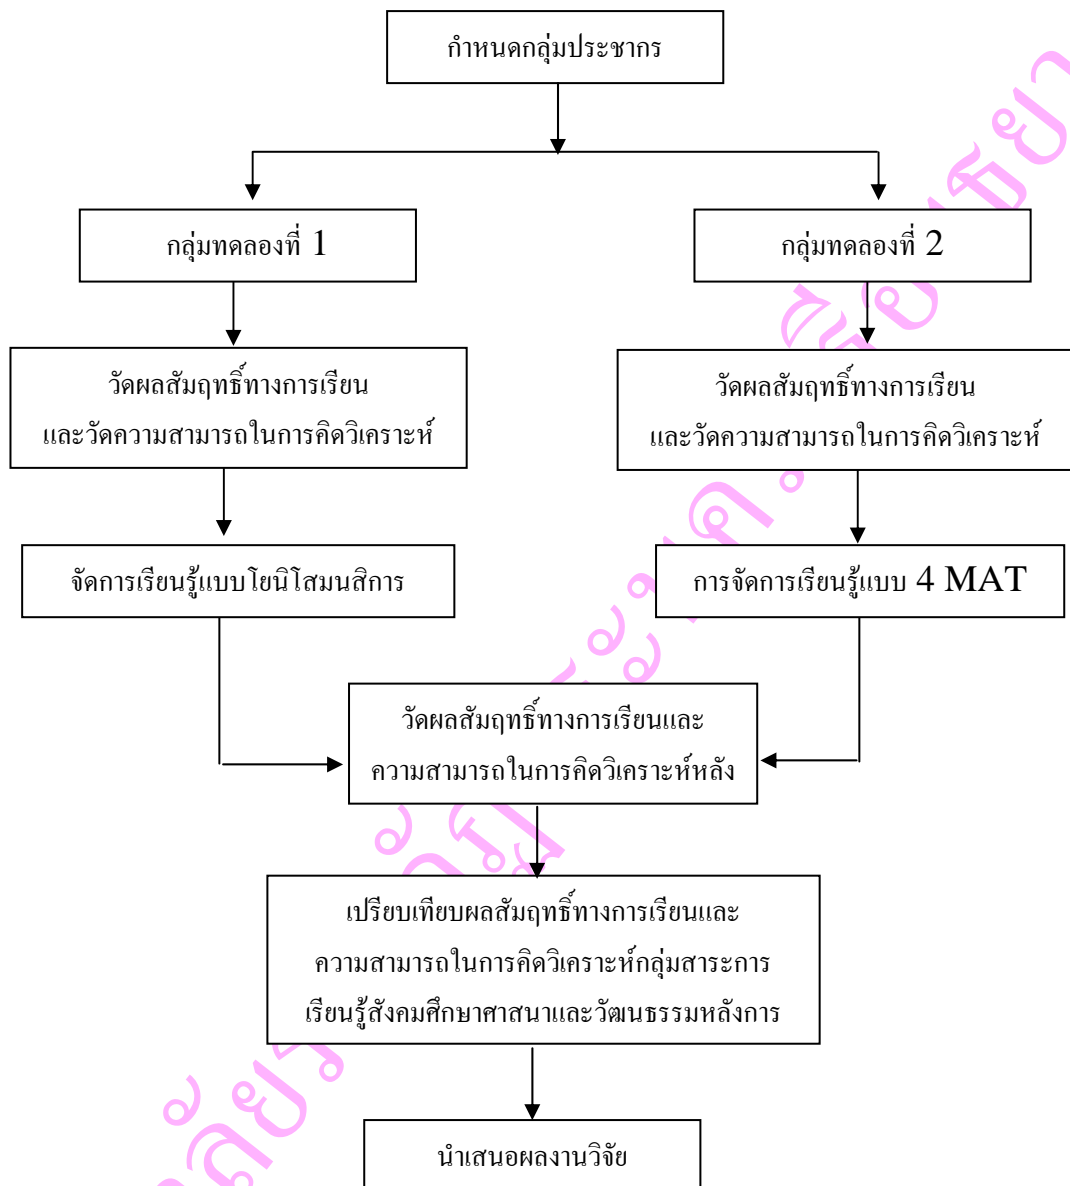 กำหนดกลุ่มประชากร
กลุ่มทดลองที่ 1
กลุ่มทดลองที่ 2
วัดผลสัมฤทธิ์ทางการเรียน
และวัดความสามารถในการคิดวิเคราะห์
วัดผลสัมฤทธิ์ทางการเรียน
และวัดความสามารถในการคิดวิเคราะห์
จัดการเรียนรู้แบบโยนิโสมนสิการ
การจัดการเรียนรู้แบบ 4 MAT
วัดผลสัมฤทธิ์ทางการเรียนและ
ความสามารถในการคิดวิเคราะห์หลัง
เปรียบเทียบผลสัมฤทธิ์ทางการเรียนและ
ความสามารถในการคิดวิเคราะห์กลุ่มสาระการ
เรียนรู้สังคมศึกษาศาสนาและวัฒนธรรมหลังการ
นำเสนอผลงานวิจัย